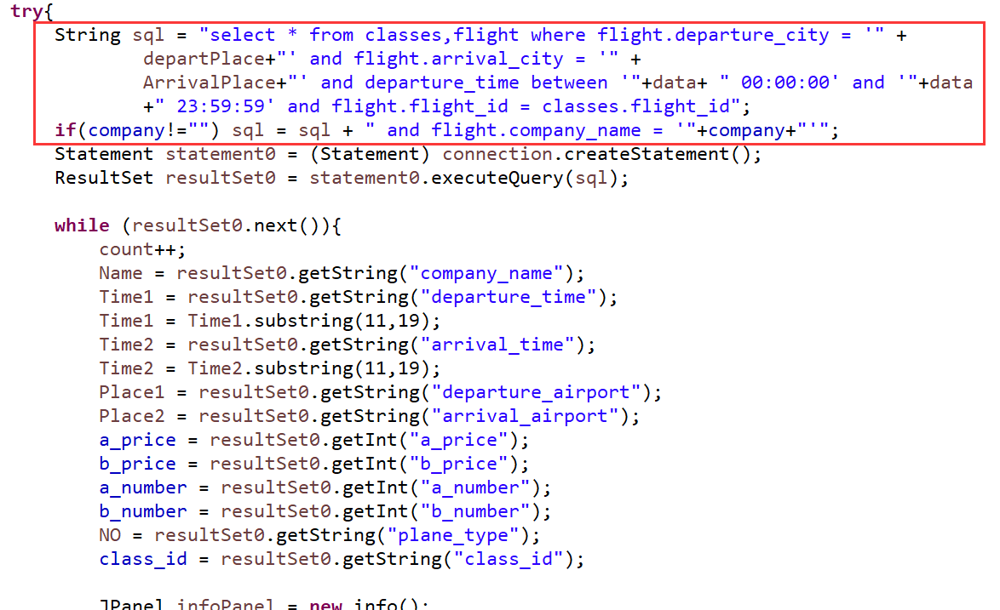 try{
String sql = "select * from classes,flight where flight.departure_city = '" +
departPlace+"' and flight.arrival_city = '" +
ArrivalPlace+"' and departure_time between '"+data+ " 00:00:00' and '"+data
+" 23:59:59' and flight.flight_id = classes.flight_id";
if(company!="") sql = sql + " and flight.company_name = '"+company+"'";
Statement statement0 = (Statement) connection.createStatement();
ResultSet resultSet0 = statement0.executeQuery(sql);
while (resultSet0.next()){
count++;
Name = resultSet0.getString("company_name");
Time1 = resultSet0.getString("departure_time");
Time1 = Time1.substring(11,19);
Time2 = resultSet0.getString("arrival_time");
Time2 = Time2.substring(11,19);
Place1 = resultSet0.getString("departure_airport");
Place2 = resultSet0.getString("arrival_airport");
a_price = resultSet0.getInt("a_price");
b_price = resultSet0.getInt("b_price");
a_number = resultSet0.getInt("a_number");
b_number = resultSet0.getInt("b_number");
NO = resultSet0.getString("plane_type");
class_id = resultSet0.getString("class_id");
JPanel infoPanel = new info();